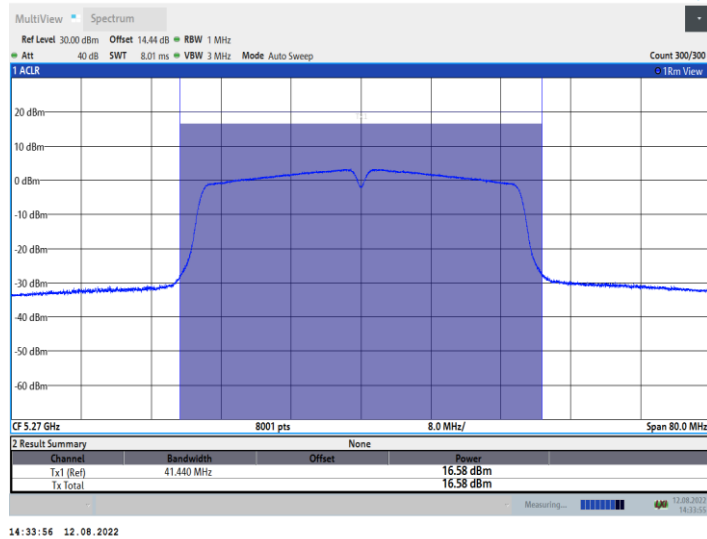 MultiView Spectrum
Ref Level 30.00 dBm Offset 14.44 dB RBW 1 MHz
Att 40 dB SWT 8.01 ms VBW 3 MHz Mode Auto Sweep Count 300/300
1 ACLR 1Rm View
20 dBm
10 dBm
0 dBm
-10 dBm
-20 dBm
-30 dBm
-40 dBm
-50 dBm
-60 dBm
CF 5.27 GHz 8001 pts 8.0 MHz/ Span 80.0 MHz
2 Result Summary None
Channel Bandwidth Offset Power
Tx1 (Ref) 41.440 MHz 16.58 dBm
Tx Total 16.58 dBm
Measuring... 12.08.2022
14:33:55
14:33:56 12.08.2022